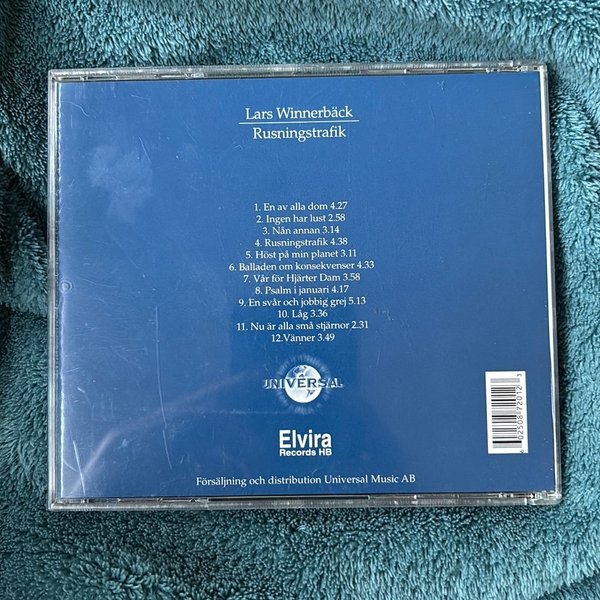 Lars Winnerbäck
Rusningstrafik
1. En av alla dom 4.27
2. Ingen har lust 2.58
3. Nån annan 3.14
4. Rusningstrafik 4.38
5. Höst på min planet 3.11
6. Balladen om konsekvenser 4.33
7. Vår för Hjärter Dam 3.58
8. Psalm i januari 4.17
9. En svår och jobbig grej 5.13
10. Låg 3.36
11. Nu är alla små stjärnor 2.31
12.Vänner 3.49
UNIVERSAL
Elvira
Records HB
Försäljning och distribution Universal Music AB
6 02508 72012 3